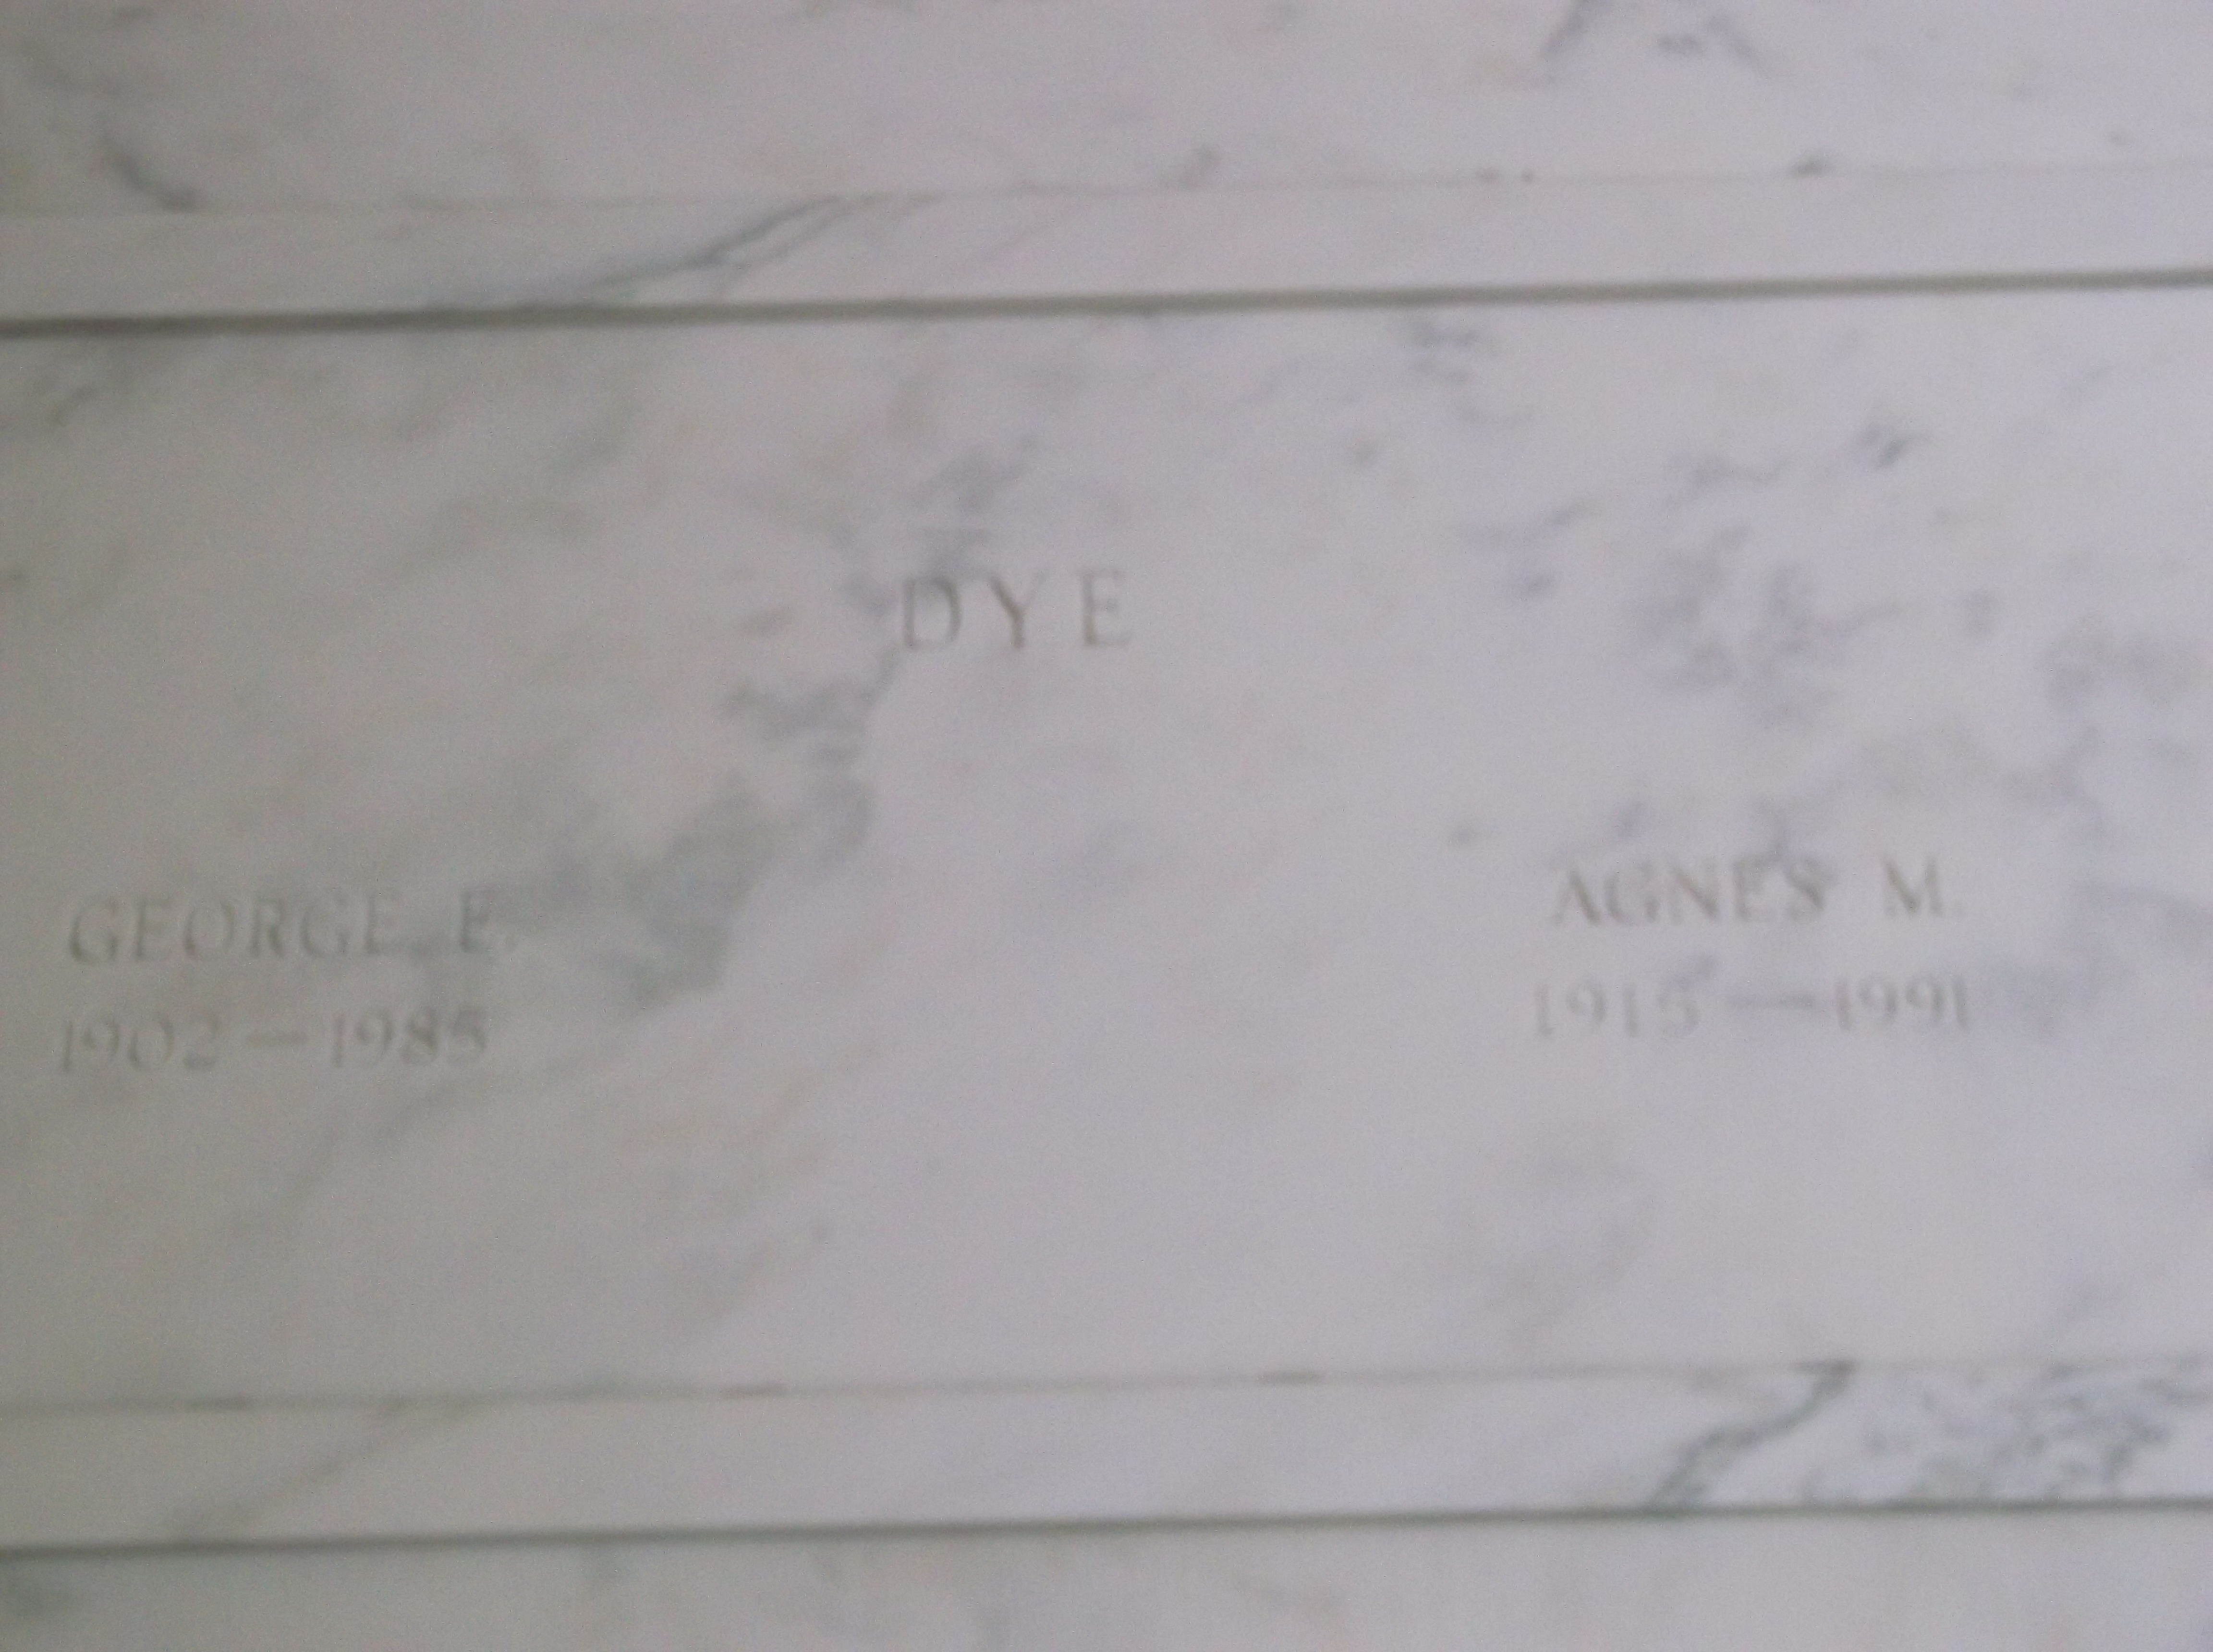 DYE
GEORGE E.
1902 — 1985
AGNES M.
1915 — 1991